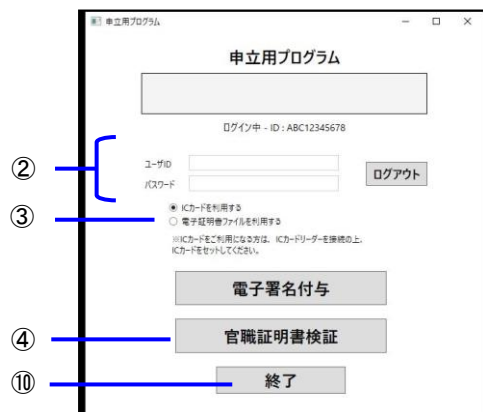 申立用プログラム
申立用プログラム
ログイン中 - ID : ABC12345678
②
ユーザID
パスワード
ログアウト
③
ICカードを利用する
電子証明書ファイルを利用する
※ICカードをご利用になる方は、ICカードリーダーを接続の上、
ICカードをセットしてください。
電子署名付与
④
官職証明書検証
⑩
終了